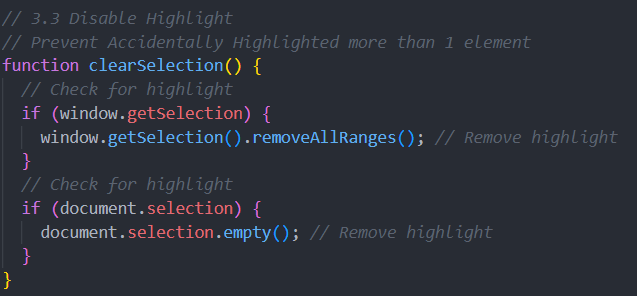 // 3.3 Disable Highlight
// Prevent Accidentally Highlighted more than 1 element
function clearSelection() {
  // Check for highlight
  if (window.getSelection) {
    window.getSelection().removeAllRanges(); // Remove highlight
  }
  // Check for highlight
  if (document.selection) {
    document.selection.empty(); // Remove highlight
  }
}